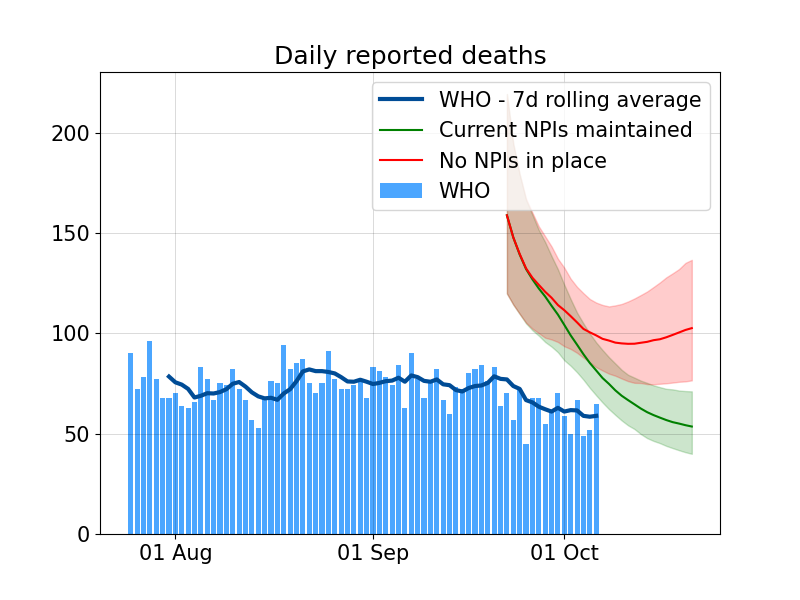 Daily reported deaths
WHO - 7d rolling average
Current NPIs maintained
No NPIs in place
WHO
200
150
100
50
0
01 Aug
01 Sep
01 Oct